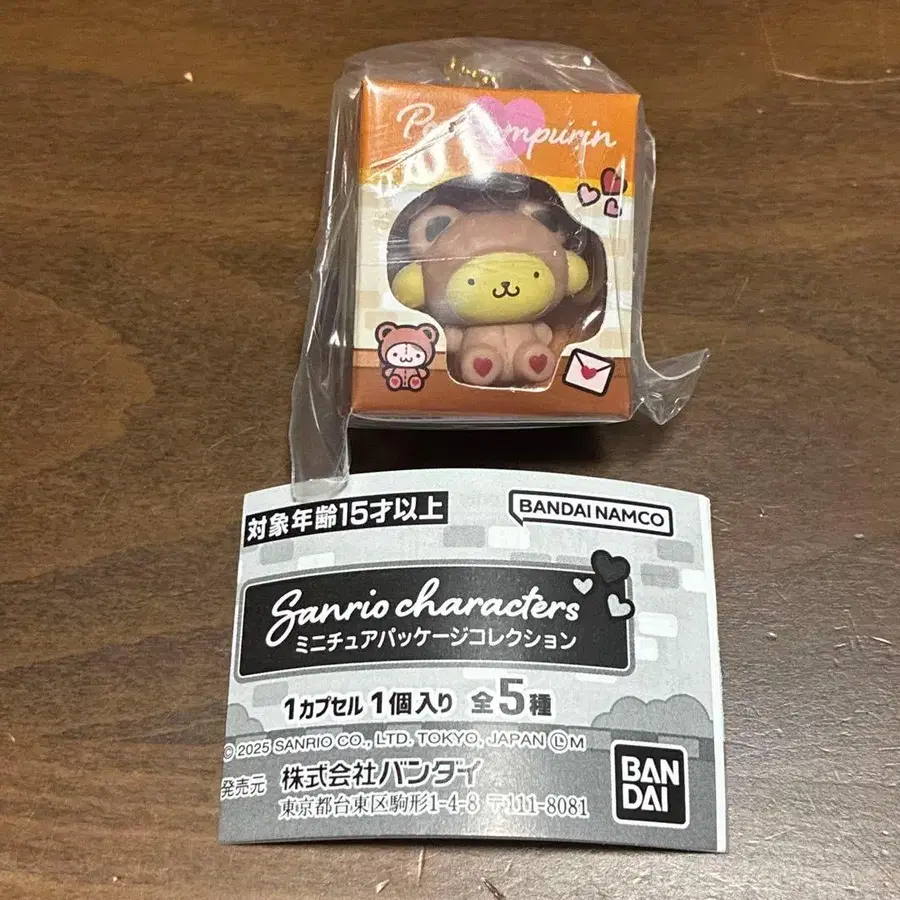 Pompompurin
対象年齢15才以上
BANDAI NAMCO
Sanrio characters
ミニチュアパッケージコレクション
1カプセル1個入り 全5種
© 2025 SANRIO CO., LTD. TOKYO, JAPAN Ⓛ M
発売元 株式会社バンダイ
東京都台東区駒形1-4-8 〒111-8081
BAN
DAI